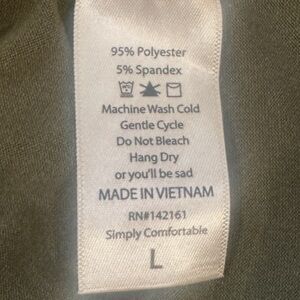 95% Polyester
5% Spandex
Machine Wash Cold
Gentle Cycle
Do Not Bleach
Hang Dry
or you'll be sad
MADE IN VIETNAM
RN#142161
Simply Comfortable
L